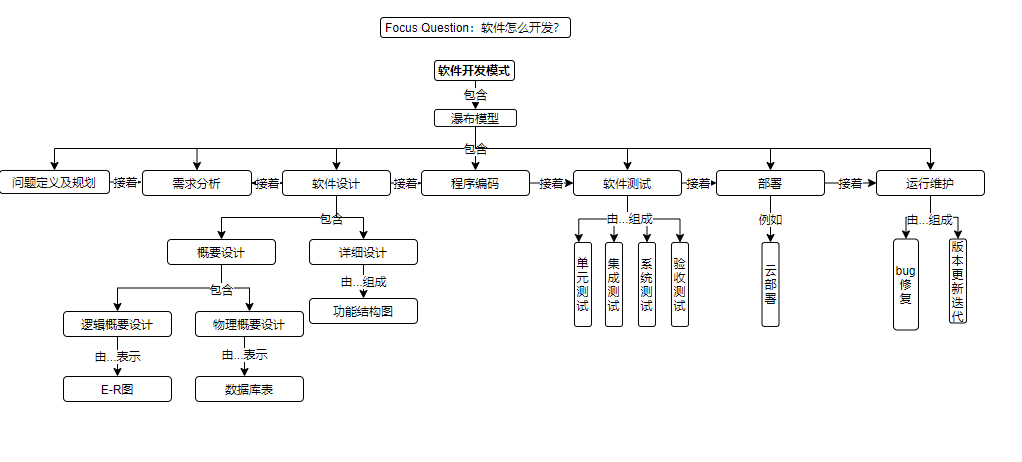 Focus Question：软件怎么开发？
软件开发模式
包含
瀑布模型
包含
问题定义及规划 接着 需求分析 接着 软件设计 接着 程序编码 接着 软件测试 接着 部署 接着 运行维护
包含 由...组成 例如 由...组成
概要设计 详细设计
单元测试 集成测试 系统测试 验收测试 云部署 bug修复 版本更新迭代
由...组成
包含
功能结构图
逻辑概要设计 物理概要设计
由...表示 由...表示
E-R图 数据库表